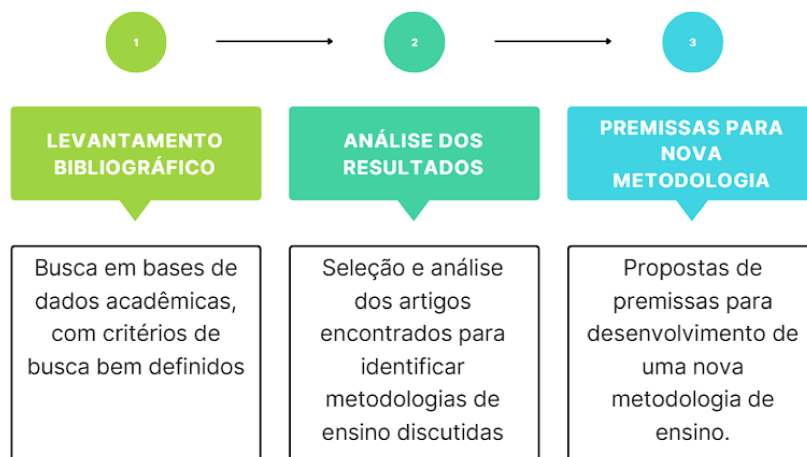 1
2
3
LEVANTAMENTO
BIBLIOGRÁFICO
ANÁLISE DOS
RESULTADOS
PREMISSAS PARA
NOVA
METODOLOGIA
Busca em bases de
dados acadêmicas,
com critérios de
busca bem definidos
Seleção e análise
dos artigos
encontrados para
identificar
metodologias de
ensino discutidas
Propostas de
premissas para
desenvolvimento de
uma nova
metodologia de
ensino.